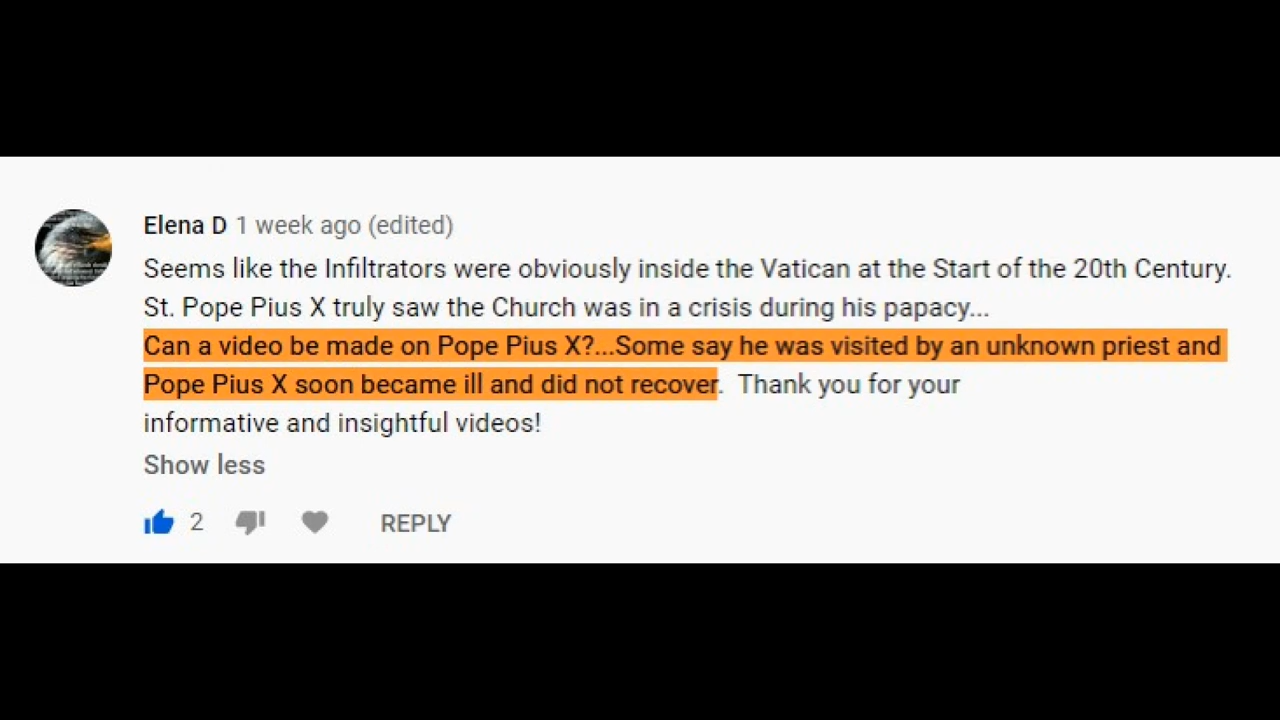 Elena D 1 week ago (edited)
Seems like the Infiltrators were obviously inside the Vatican at the Start of the 20th Century.
St. Pope Pius X truly saw the Church was in a crisis during his papacy...
Can a video be made on Pope Pius X?...Some say he was visited by an unknown priest and
Pope Pius X soon became ill and did not recover.  Thank you for your
informative and insightful videos!
Show less
2 REPLY